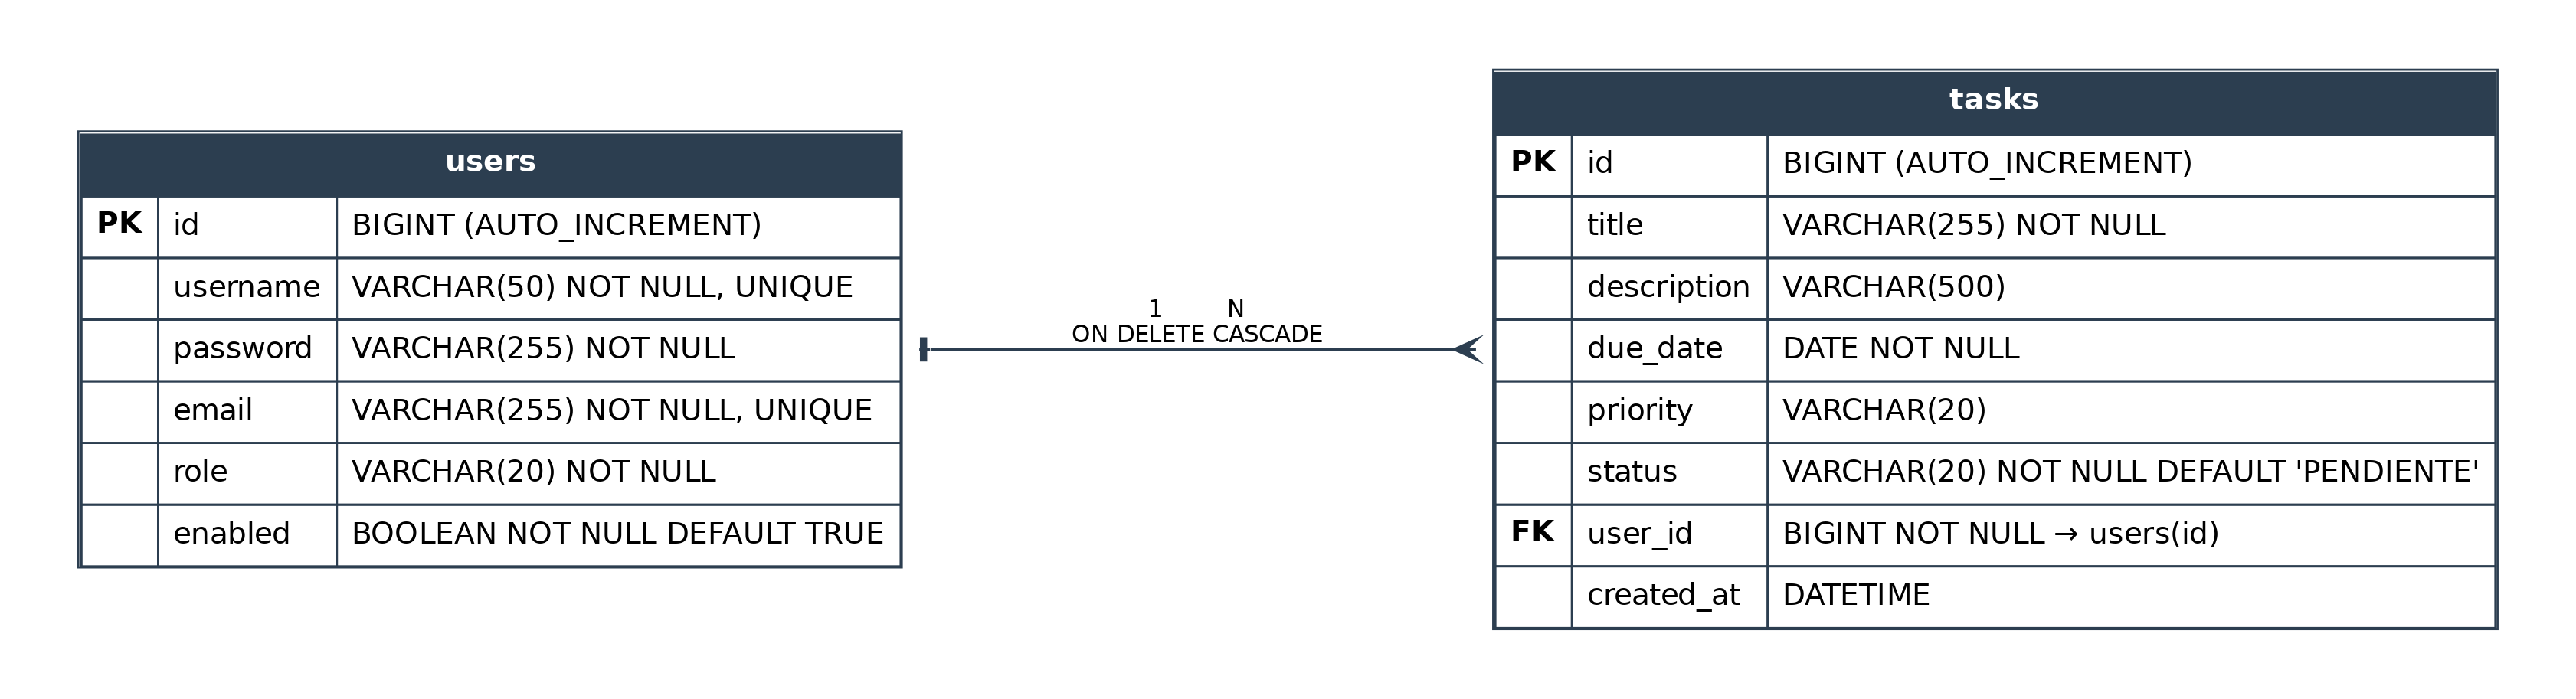 users
PK id BIGINT (AUTO_INCREMENT)
username VARCHAR(50) NOT NULL, UNIQUE
password VARCHAR(255) NOT NULL
email VARCHAR(255) NOT NULL, UNIQUE
role VARCHAR(20) NOT NULL
enabled BOOLEAN NOT NULL DEFAULT TRUE
1 N
ON DELETE CASCADE
tasks
PK id BIGINT (AUTO_INCREMENT)
title VARCHAR(255) NOT NULL
description VARCHAR(500)
due_date DATE NOT NULL
priority VARCHAR(20)
status VARCHAR(20) NOT NULL DEFAULT 'PENDIENTE'
FK user_id BIGINT NOT NULL → users(id)
created_at DATETIME